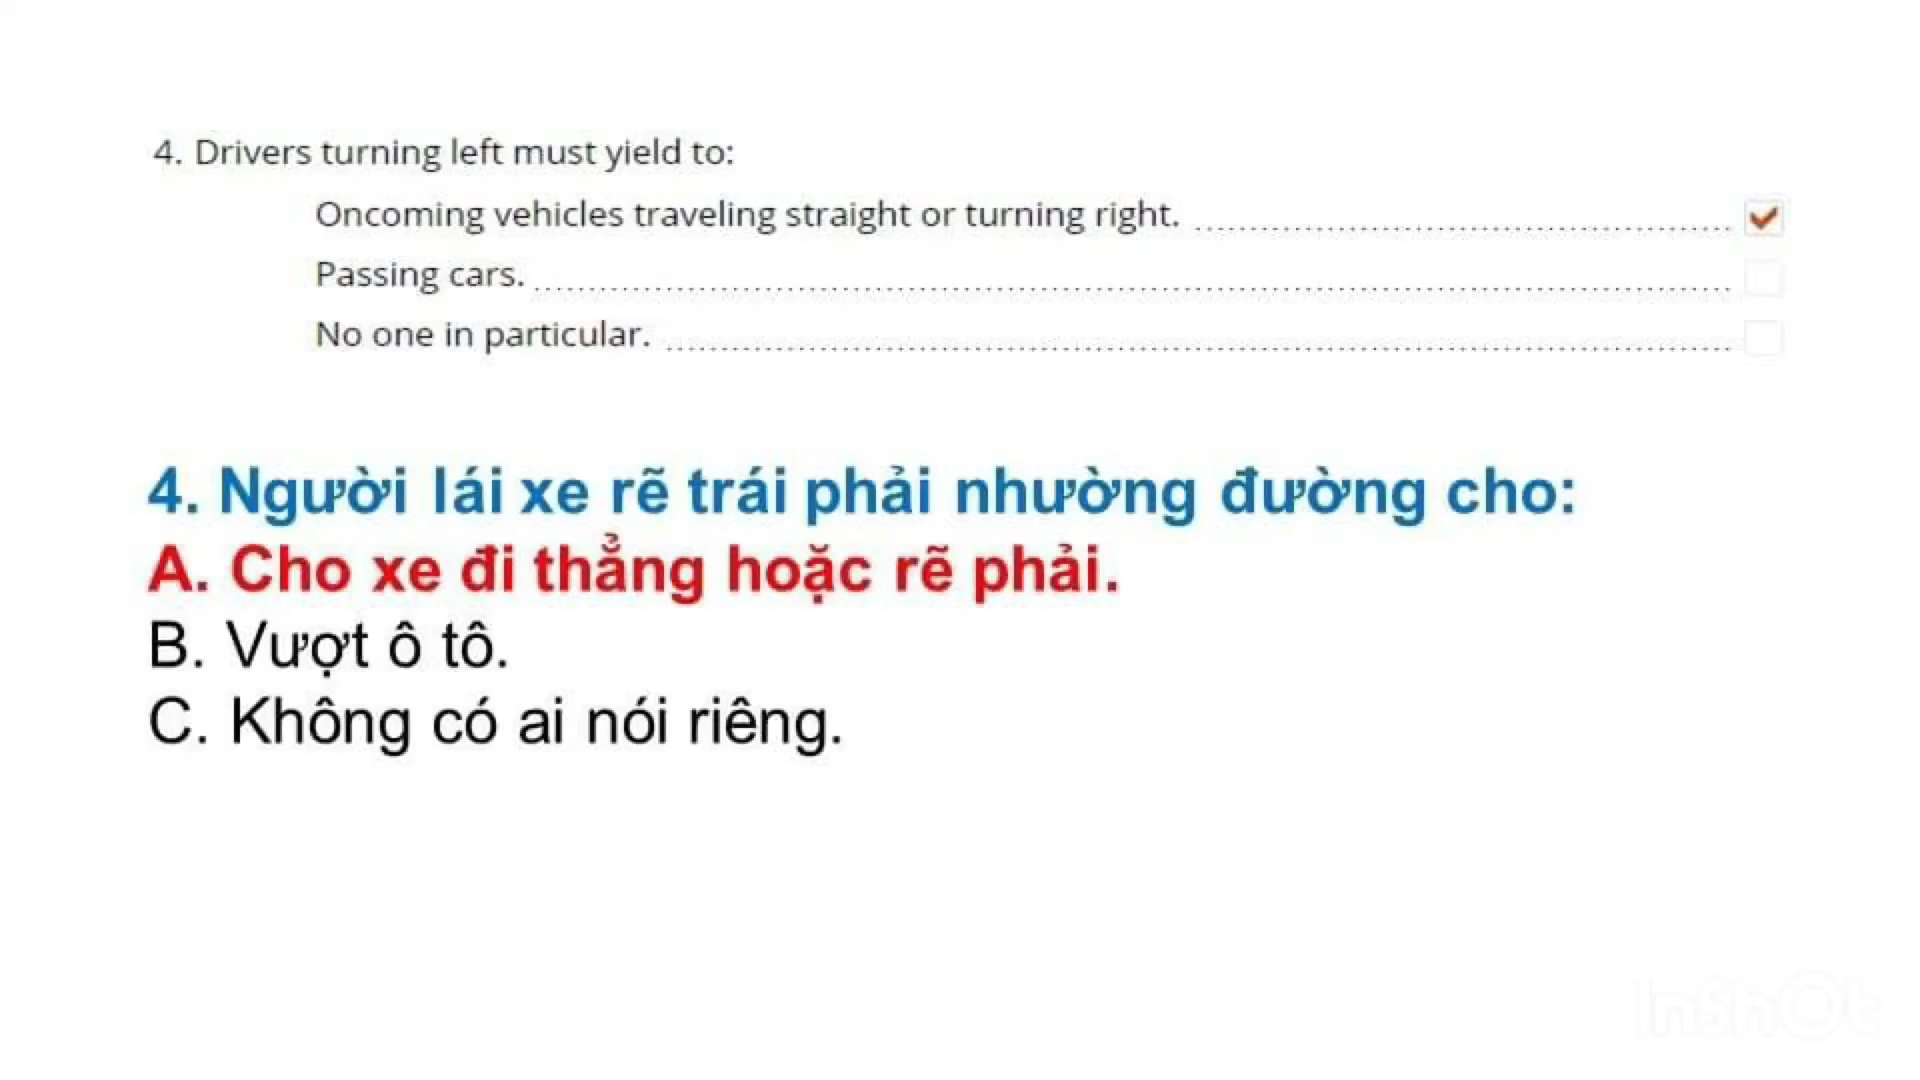 4. Drivers turning left must yield to:
Oncoming vehicles traveling straight or turning right.
Passing cars.
No one in particular.
4. Người lái xe rẽ trái phải nhường đường cho:
A. Cho xe đi thẳng hoặc rẽ phải.
B. Vượt ô tô.
C. Không có ai nói riêng.
InShOt